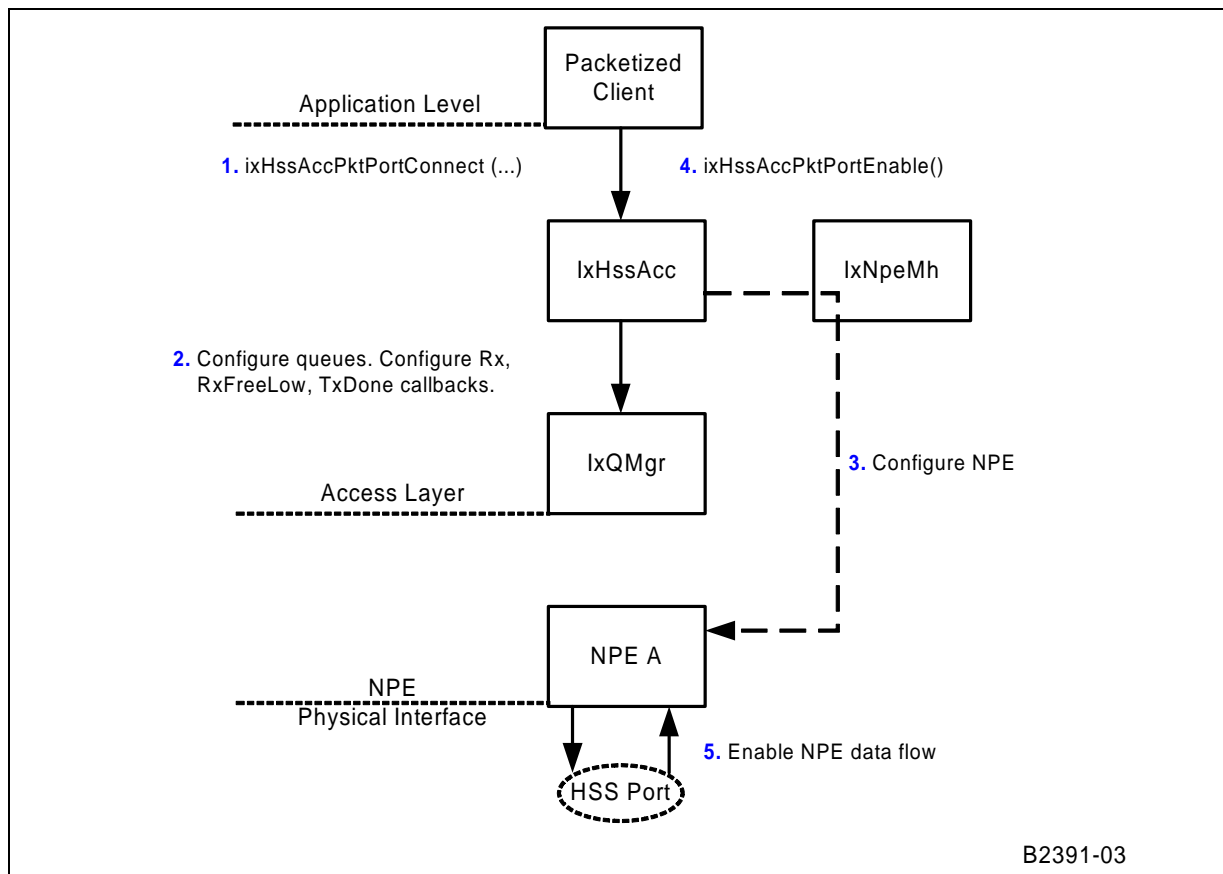 Packetized
Client
Application Level
1. ixHssAccPktPortConnect (...)
4. ixHssAccPktPortEnable()
IxHssAcc
IxNpeMh
2. Configure queues. Configure Rx,
RxFreeLow, TxDone callbacks.
IxQMgr
3. Configure NPE
Access Layer
NPE A
NPE
Physical Interface
5. Enable NPE data flow
HSS Port
B2391-03